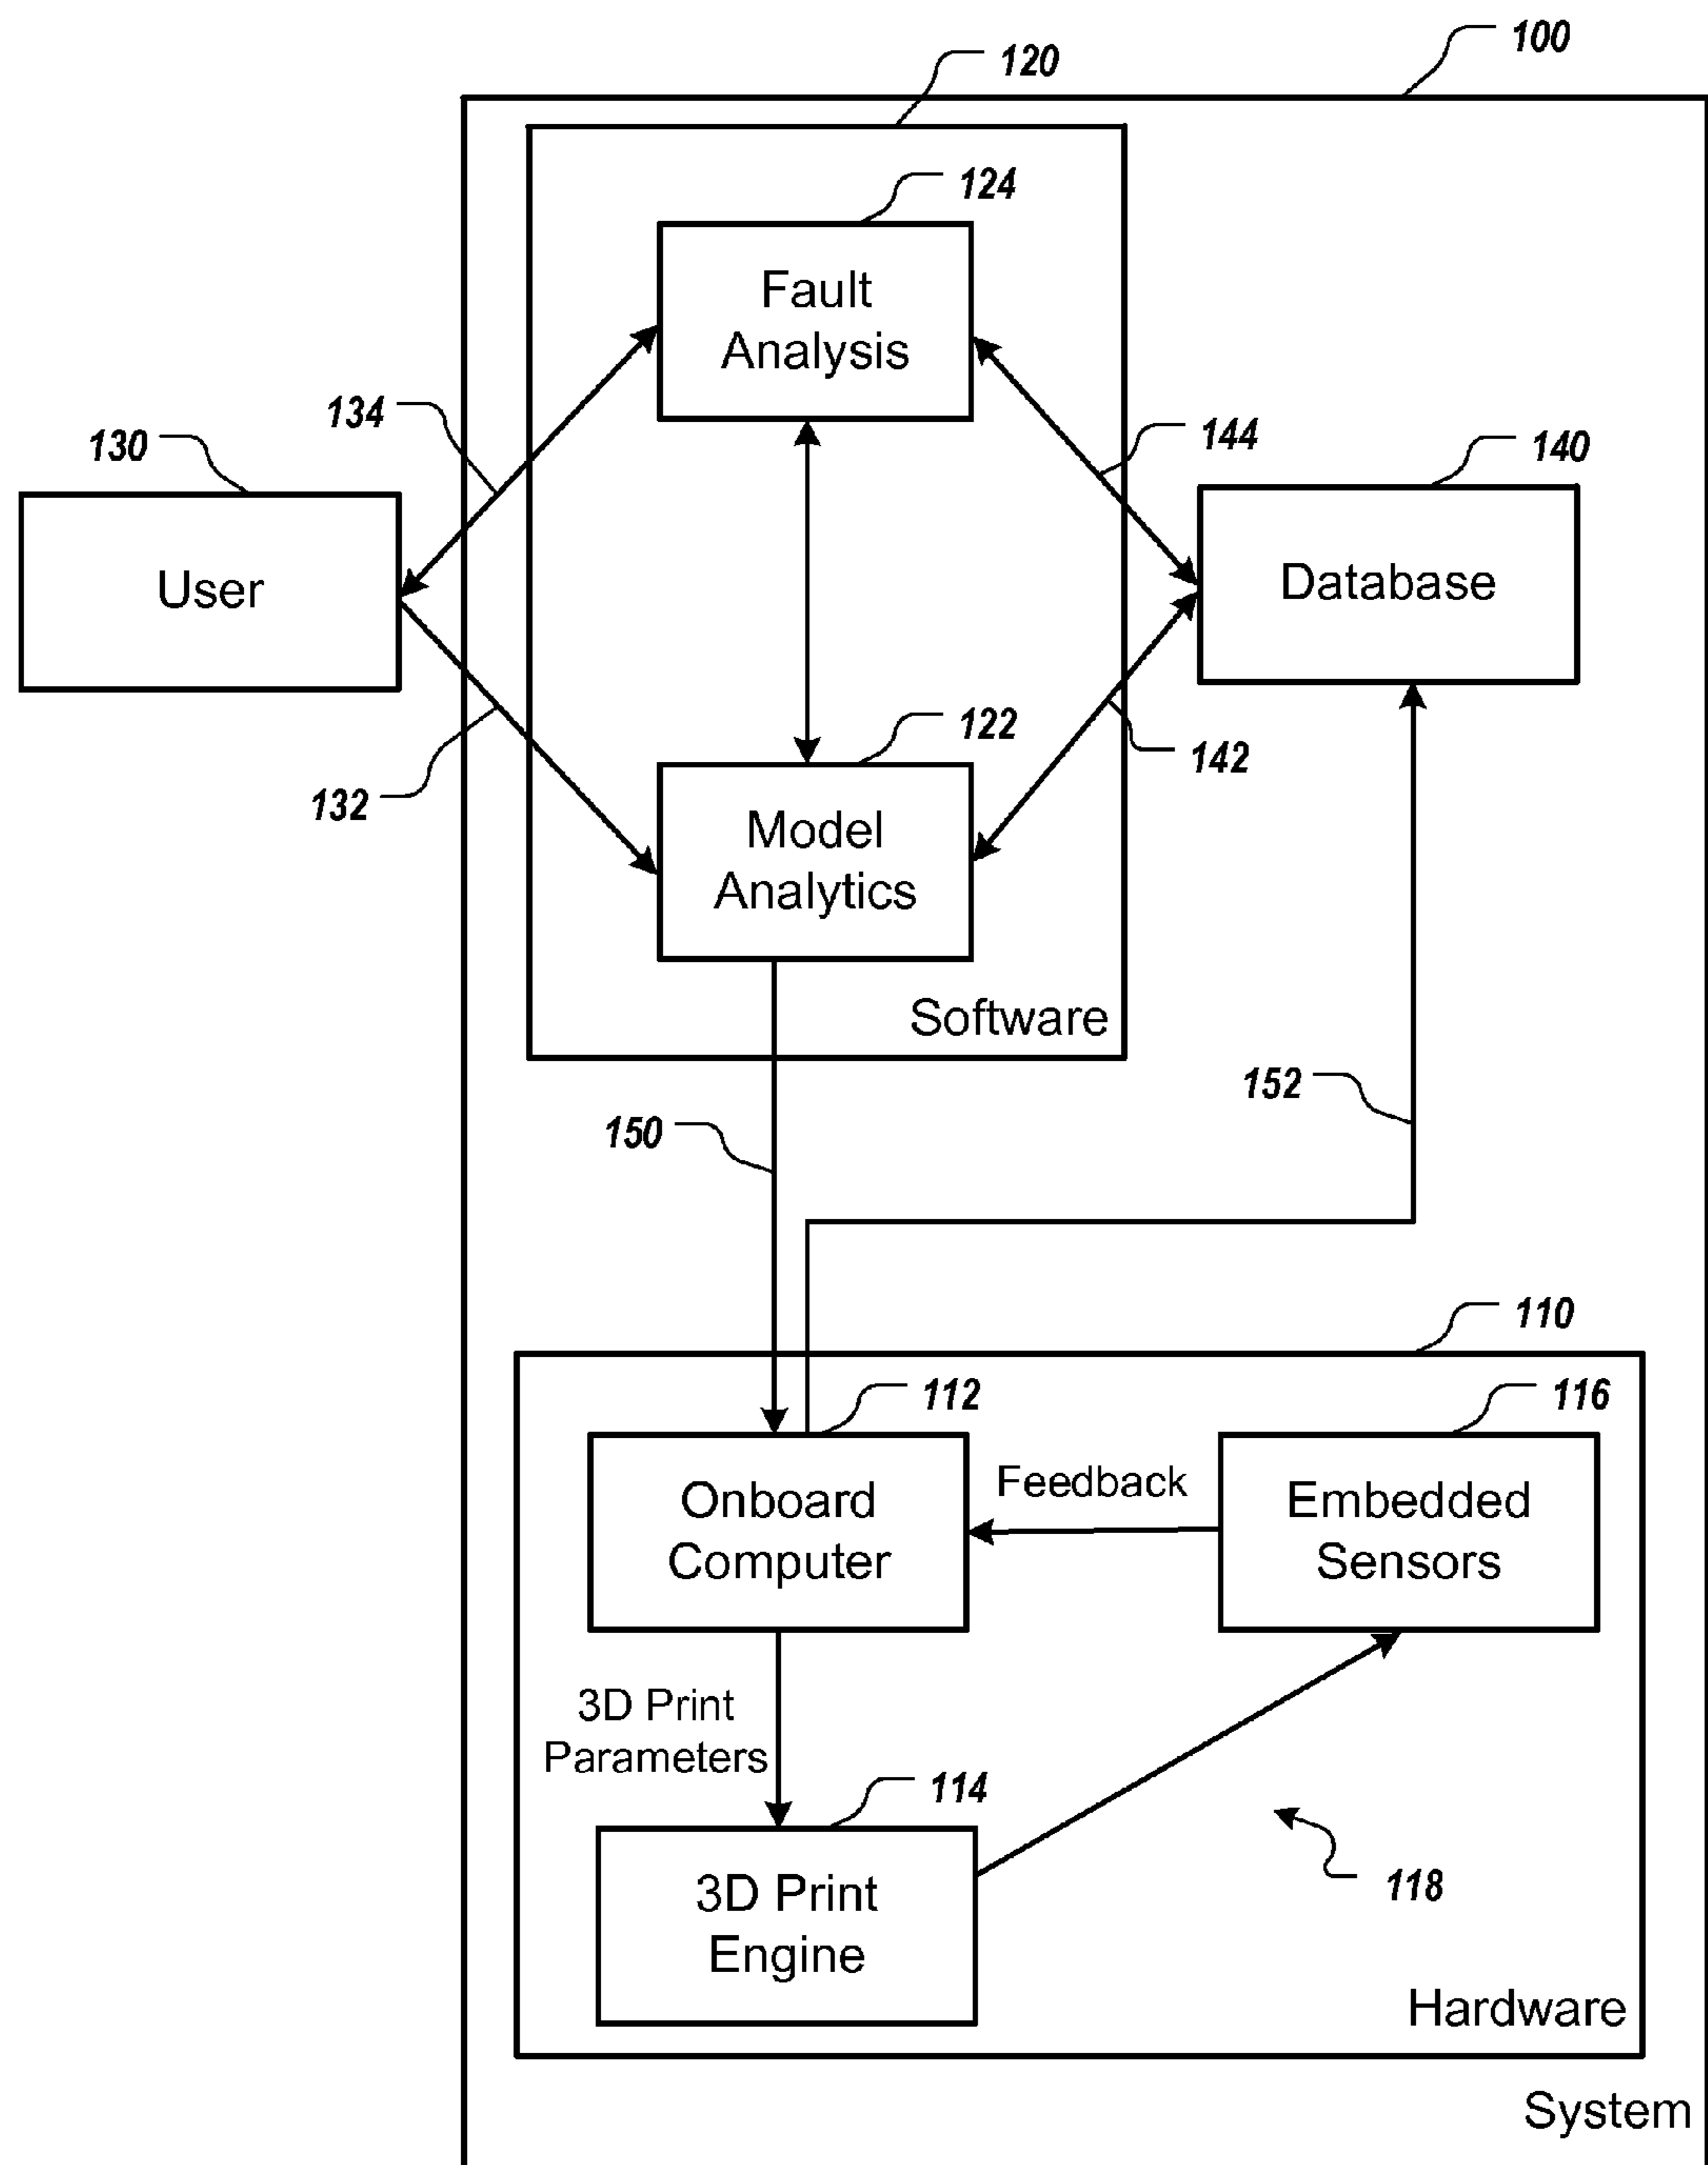 100
120
124
Fault
Analysis
134
144
130
140
User
Database
122
142
132
Model
Analytics
Software
152
150
110
112
116
Feedback
Onboard
Computer
Embedded
Sensors
3D Print
Parameters
114
3D Print
Engine
118
Hardware
System